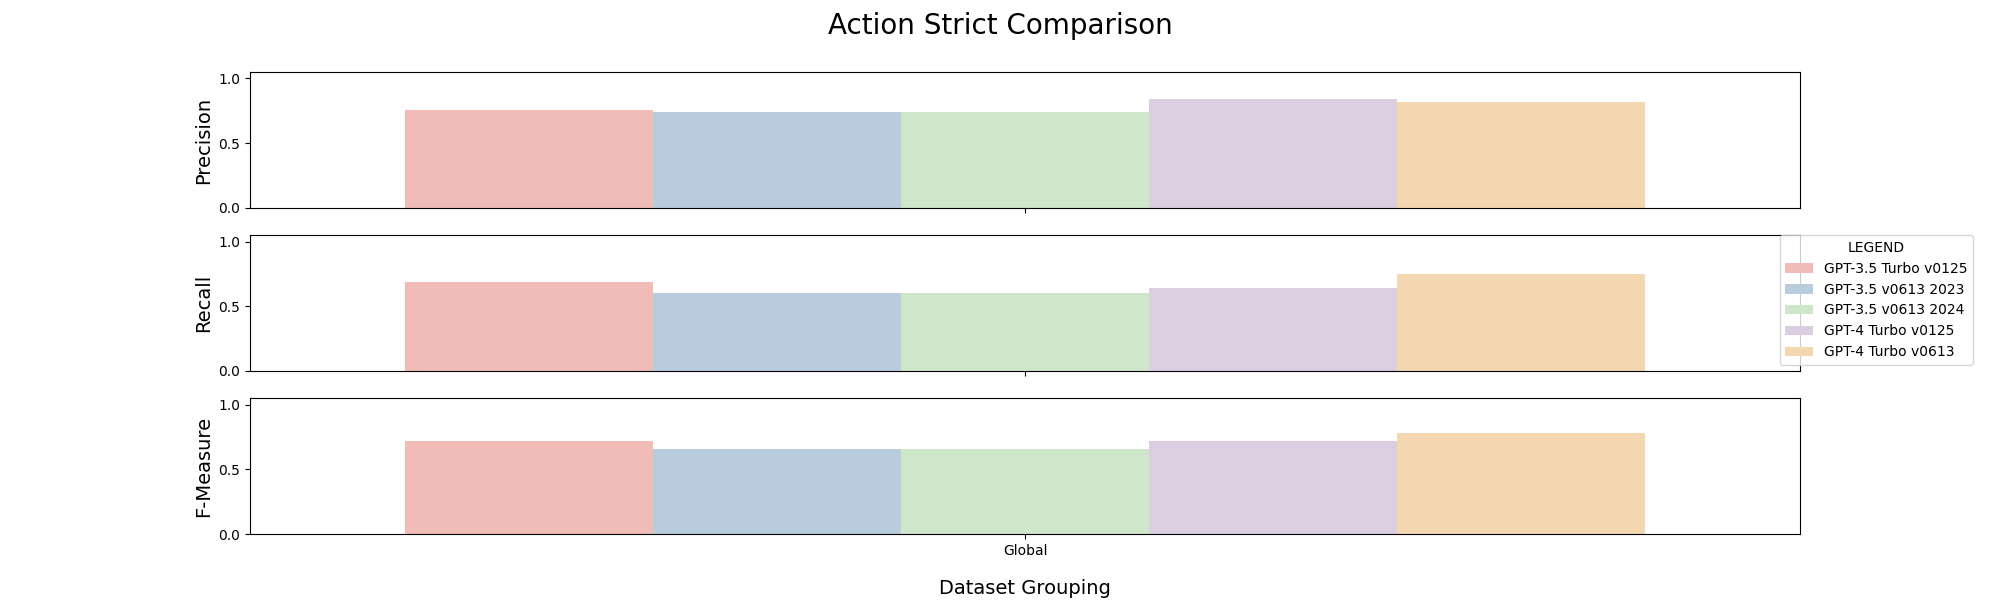 Action Strict Comparison
Precision
1.0
0.5
0.0
Recall
1.0
0.5
0.0
LEGEND
GPT-3.5 Turbo v0125
GPT-3.5 v0613 2023
GPT-3.5 v0613 2024
GPT-4 Turbo v0125
GPT-4 Turbo v0613
F-Measure
1.0
0.5
0.0
Global
Dataset Grouping